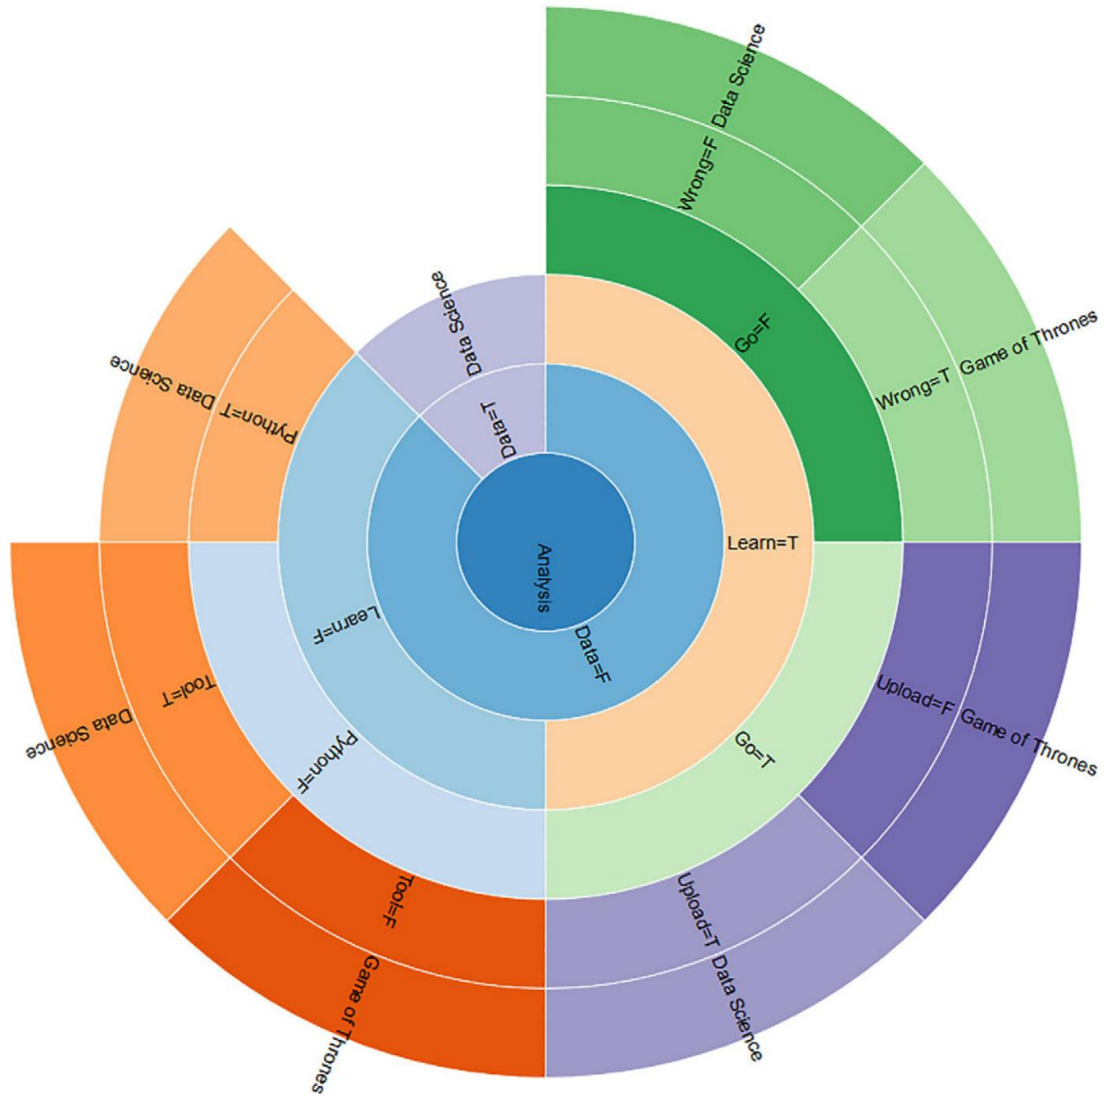 Analysis
Data=F
Data=T
Data Science
Learn=T
Learn=F
Go=F
Go=T
Wrong=F
Data Science
Wrong=T
Game of Thrones
Upload=F
Game of Thrones
Upload=T
Data Science
Python=F
Tool=F
Game of Thrones
Tool=T
Data Science
Python=T
Data Science